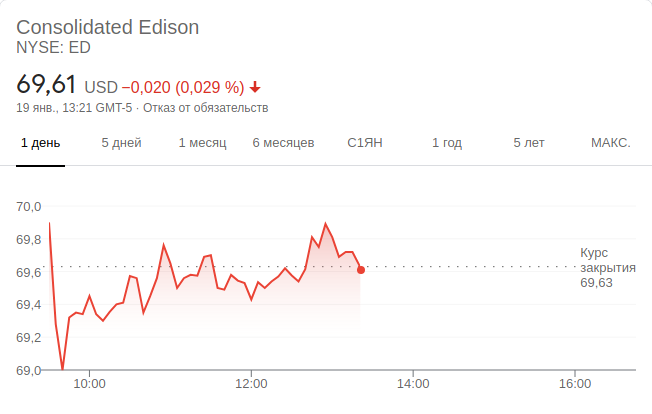 Consolidated Edison
NYSE: ED
69,61 USD −0,020 (0,029 %)
19 янв., 13:21 GMT-5 · Отказ от обязательств
1 день 5 дней 1 месяц 6 месяцев С1ЯН 1 год 5 лет МАКС.
70,0
69,8
69,6
69,4
69,2
69,0
Курс
закрытия
69,63
10:00 12:00 14:00 16:00